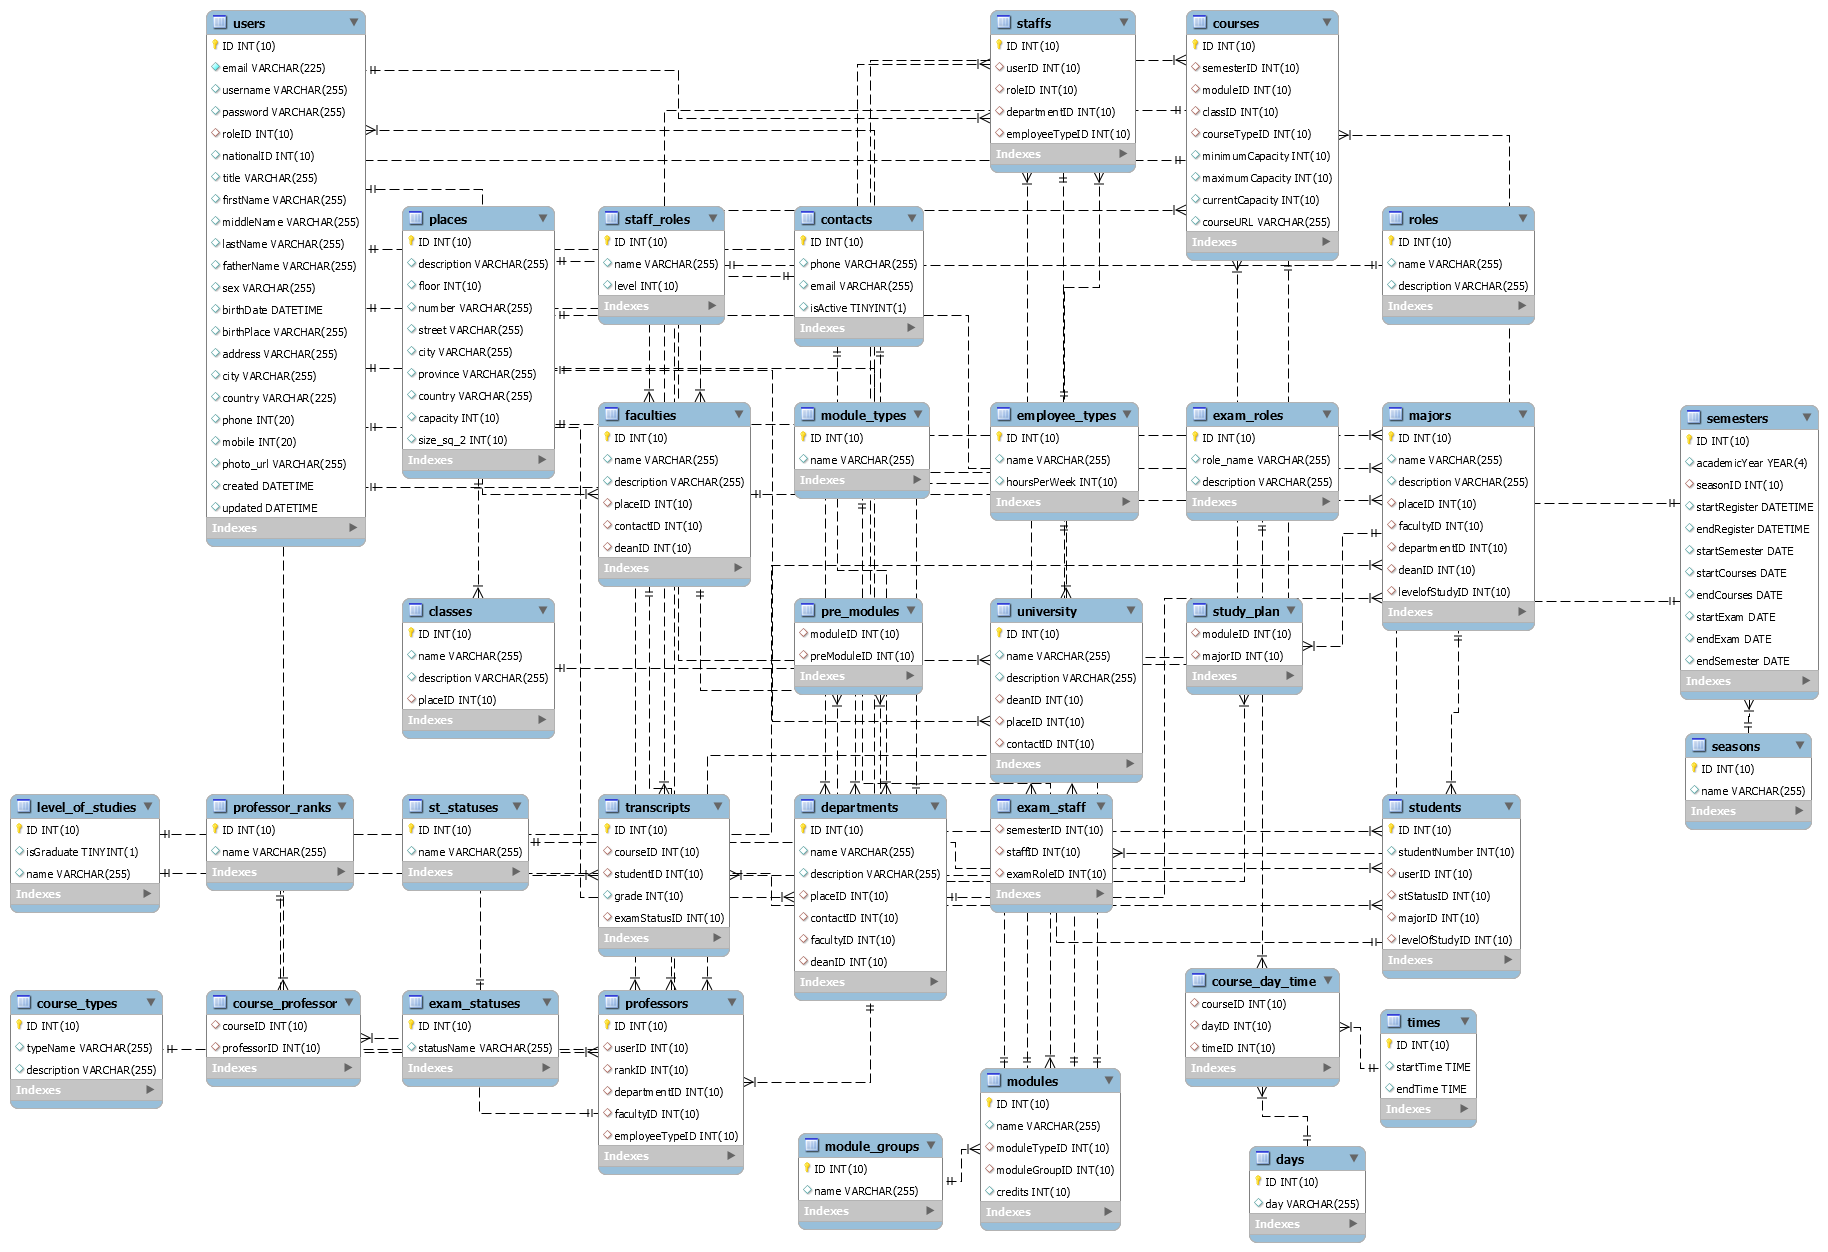 users
ID INT(10)
email VARCHAR(225)
username VARCHAR(255)
password VARCHAR(255)
roleID INT(10)
nationalID INT(10)
title VARCHAR(255)
firstName VARCHAR(255)
middleName VARCHAR(255)
lastName VARCHAR(255)
fatherName VARCHAR(255)
sex VARCHAR(255)
birthDate DATETIME
birthPlace VARCHAR(255)
address VARCHAR(255)
city VARCHAR(255)
country VARCHAR(225)
phone INT(20)
mobile INT(20)
photo_url VARCHAR(255)
created DATETIME
updated DATETIME
Indexes
staffs
ID INT(10)
userID INT(10)
roleID INT(10)
departmentID INT(10)
employeeTypeID INT(10)
Indexes
courses
ID INT(10)
semesterID INT(10)
moduleID INT(10)
classID INT(10)
courseTypeID INT(10)
minimumCapacity INT(10)
maximumCapacity INT(10)
currentCapacity INT(10)
courseURL VARCHAR(255)
Indexes
places
ID INT(10)
description VARCHAR(255)
floor INT(10)
number VARCHAR(255)
street VARCHAR(255)
city VARCHAR(255)
province VARCHAR(255)
country VARCHAR(255)
capacity INT(10)
size_sq_2 INT(10)
Indexes
staff_roles
ID INT(10)
name VARCHAR(255)
level INT(10)
Indexes
contacts
ID INT(10)
phone VARCHAR(255)
email VARCHAR(255)
isActive TINYINT(1)
Indexes
roles
ID INT(10)
name VARCHAR(255)
description VARCHAR(255)
Indexes
faculties
ID INT(10)
name VARCHAR(255)
description VARCHAR(255)
placeID INT(10)
contactID INT(10)
deanID INT(10)
Indexes
module_types
ID INT(10)
name VARCHAR(255)
Indexes
employee_types
ID INT(10)
name VARCHAR(255)
hoursPerWeek INT(10)
Indexes
exam_roles
ID INT(10)
role_name VARCHAR(255)
description VARCHAR(255)
Indexes
majors
ID INT(10)
name VARCHAR(255)
description VARCHAR(255)
placeID INT(10)
facultyID INT(10)
departmentID INT(10)
deanID INT(10)
levelofStudyID INT(10)
Indexes
semesters
ID INT(10)
academicYear YEAR(4)
seasonID INT(10)
startRegister DATETIME
endRegister DATETIME
startSemester DATE
startCourses DATE
endCourses DATE
startExam DATE
endExam DATE
endSemester DATE
Indexes
classes
ID INT(10)
name VARCHAR(255)
description VARCHAR(255)
placeID INT(10)
Indexes
pre_modules
moduleID INT(10)
preModuleID INT(10)
Indexes
university
ID INT(10)
name VARCHAR(255)
description VARCHAR(255)
deanID INT(10)
placeID INT(10)
contactID INT(10)
Indexes
study_plan
moduleID INT(10)
majorID INT(10)
Indexes
seasons
ID INT(10)
name VARCHAR(255)
Indexes
level_of_studies
ID INT(10)
isGraduate TINYINT(1)
name VARCHAR(255)
Indexes
professor_ranks
ID INT(10)
name VARCHAR(255)
Indexes
st_statuses
ID INT(10)
name VARCHAR(255)
Indexes
transcripts
ID INT(10)
courseID INT(10)
studentID INT(10)
grade INT(10)
examStatusID INT(10)
Indexes
departments
ID INT(10)
name VARCHAR(255)
description VARCHAR(255)
placeID INT(10)
contactID INT(10)
facultyID INT(10)
deanID INT(10)
Indexes
exam_staff
semesterID INT(10)
staffID INT(10)
examRoleID INT(10)
Indexes
students
ID INT(10)
studentNumber INT(10)
userID INT(10)
stStatusID INT(10)
majorID INT(10)
levelOfStudyID INT(10)
Indexes
course_types
ID INT(10)
typeName VARCHAR(255)
description VARCHAR(255)
Indexes
course_professor
courseID INT(10)
professorID INT(10)
Indexes
exam_statuses
ID INT(10)
statusName VARCHAR(255)
Indexes
professors
ID INT(10)
userID INT(10)
rankID INT(10)
departmentID INT(10)
facultyID INT(10)
employeeTypeID INT(10)
Indexes
course_day_time
courseID INT(10)
dayID INT(10)
timeID INT(10)
Indexes
times
ID INT(10)
startTime TIME
endTime TIME
Indexes
modules
ID INT(10)
name VARCHAR(255)
moduleTypeID INT(10)
moduleGroupID INT(10)
credits INT(10)
Indexes
module_groups
ID INT(10)
name VARCHAR(255)
Indexes
days
ID INT(10)
day VARCHAR(255)
Indexes